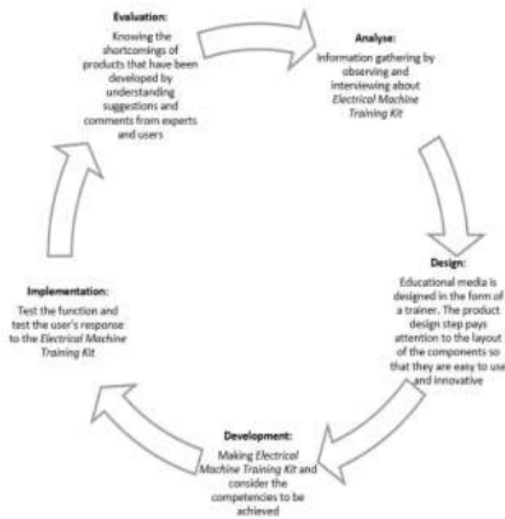 Evaluation:
Knowing the
shortcomings of
products that have been
developed by
understanding
suggestions and
comments from experts
and users
Analyse:
Information gathering by
observing and
interviewing about
Electrical Machine
Training Kit
Design:
Educational media is
designed in the form of
a trainer. The product
design step pays
attention to the layout
of the components so
that they are easy to use
and innovative
Development:
Making Electrical
Machine Training Kit and
consider the
competencies to be
achieved
Implementation:
Test the function and
test the user's response
to the Electrical Machine
Training Kit